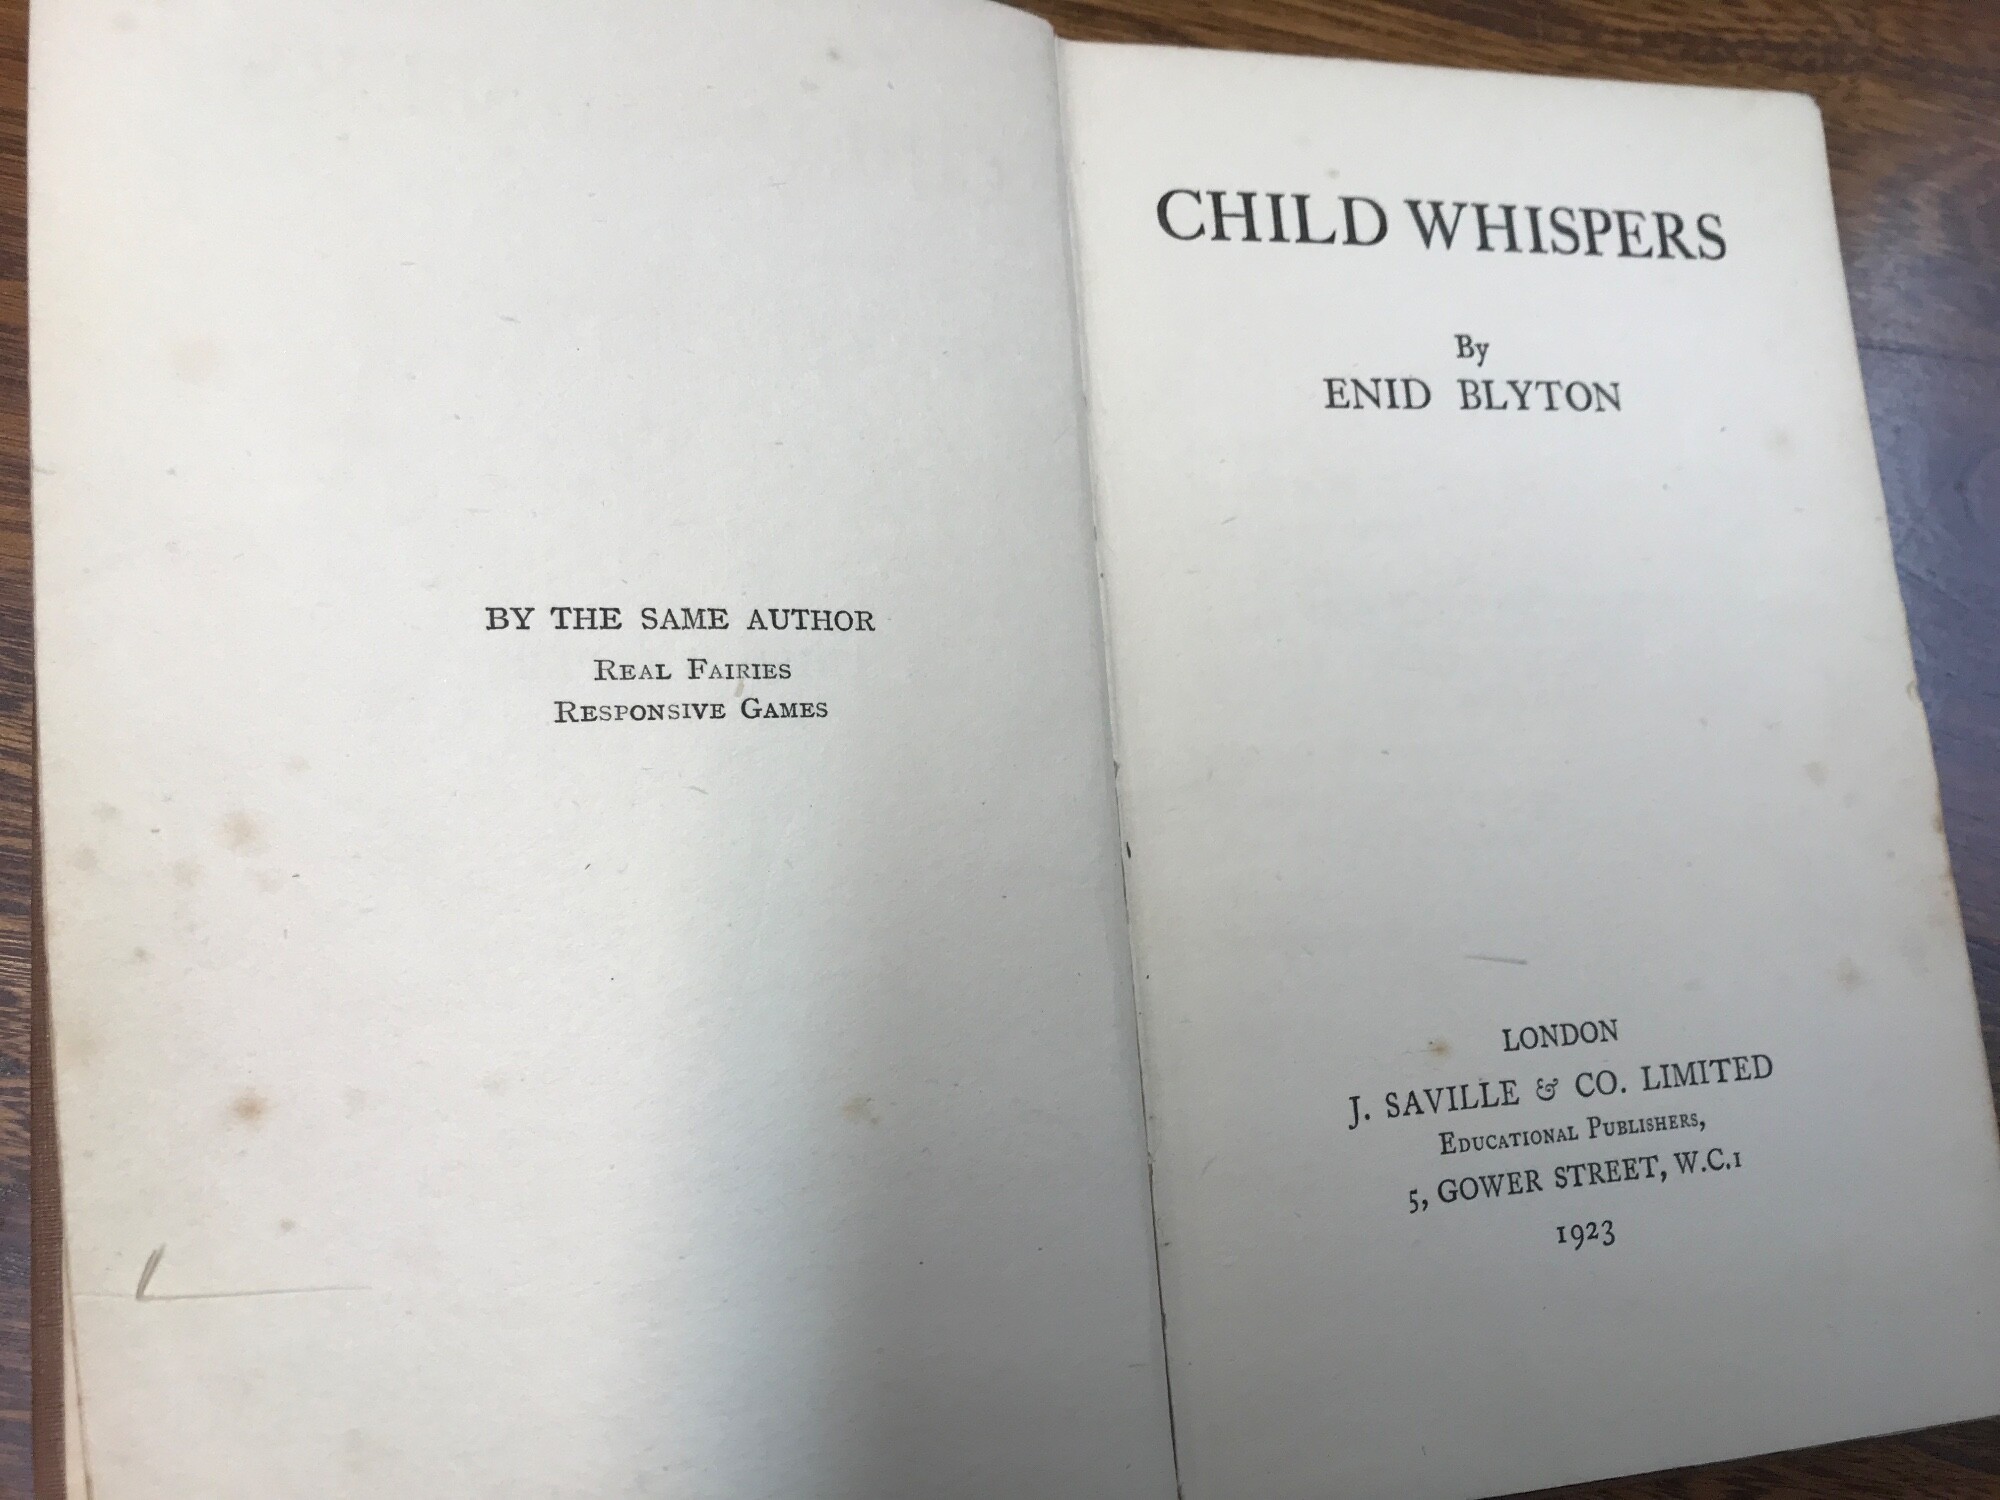 BY THE SAME AUTHOR
REAL FAIRIES
RESPONSIVE GAMES
CHILD WHISPERS
By
ENID BLYTON
LONDON
J. SAVILLE & CO. LIMITED
EDUCATIONAL PUBLISHERS,
5, GOWER STREET, W.C.1
1923